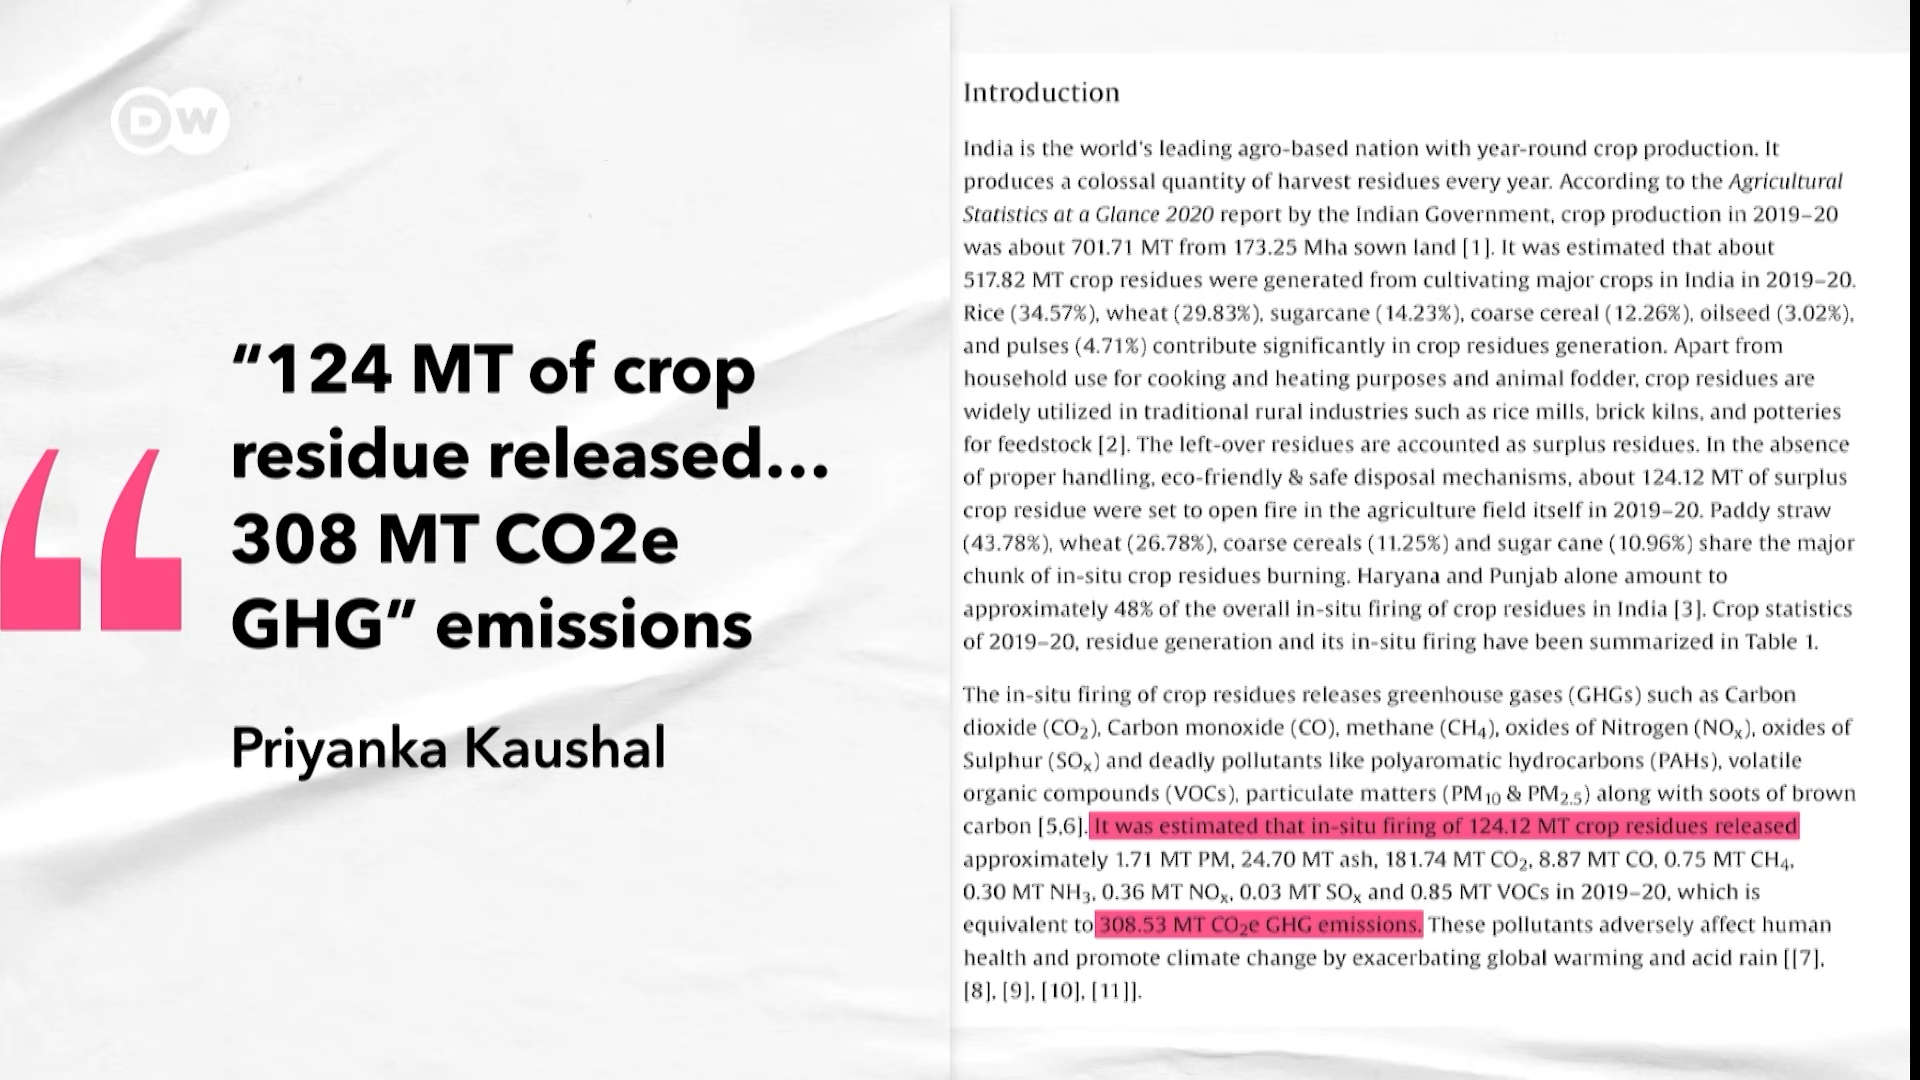 DW
"124 MT of crop
residue released...
308 MT CO2e
GHG" emissions
Priyanka Kaushal
Introduction
India is the world's leading agro-based nation with year-round crop production. It
produces a colossal quantity of harvest residues every year. According to the Agricultural
Statistics at a Glance 2020 report by the Indian Government, crop production in 2019–20
was about 701.71 MT from 173.25 Mha sown land [1]. It was estimated that about
517.82 MT crop residues were generated from cultivating major crops in India in 2019–20.
Rice (34.57%), wheat (29.83%), sugarcane (14.23%), coarse cereal (12.26%), oilseed (3.02%),
and pulses (4.71%) contribute significantly in crop residues generation. Apart from
household use for cooking and heating purposes and animal fodder, crop residues are
widely utilized in traditional rural industries such as rice mills, brick kilns, and potteries
for feedstock [2]. The left-over residues are accounted as surplus residues. In the absence
of proper handling, eco-friendly & safe disposal mechanisms, about 124.12 MT of surplus
crop residue were set to open fire in the agriculture field itself in 2019–20. Paddy straw
(43.78%), wheat (26.78%), coarse cereals (11.25%) and sugar cane (10.96%) share the major
chunk of in-situ crop residues burning. Haryana and Punjab alone amount to
approximately 48% of the overall in-situ firing of crop residues in India [3]. Crop statistics
of 2019–20, residue generation and its in-situ firing have been summarized in Table 1.
The in-situ firing of crop residues releases greenhouse gases (GHGs) such as Carbon
dioxide (CO₂), Carbon monoxide (CO), methane (CH₄), oxides of Nitrogen (NOₓ), oxides of
Sulphur (SOₓ) and deadly pollutants like polyaromatic hydrocarbons (PAHs), volatile
organic compounds (VOCs), particulate matters (PM₁₀ & PM₂.₅) along with soots of brown
carbon [5,6]. It was estimated that in-situ firing of 124.12 MT crop residues released
approximately 1.71 MT PM, 24.70 MT ash, 181.74 MT CO₂, 8.87 MT CO, 0.75 MT CH₄,
0.30 MT NH₃, 0.36 MT NOₓ, 0.03 MT SOₓ and 0.85 MT VOCs in 2019–20, which is
equivalent to 308.53 MT CO₂e GHG emissions. These pollutants adversely affect human
health and promote climate change by exacerbating global warming and acid rain [[7],
[8], [9], [10], [11]].